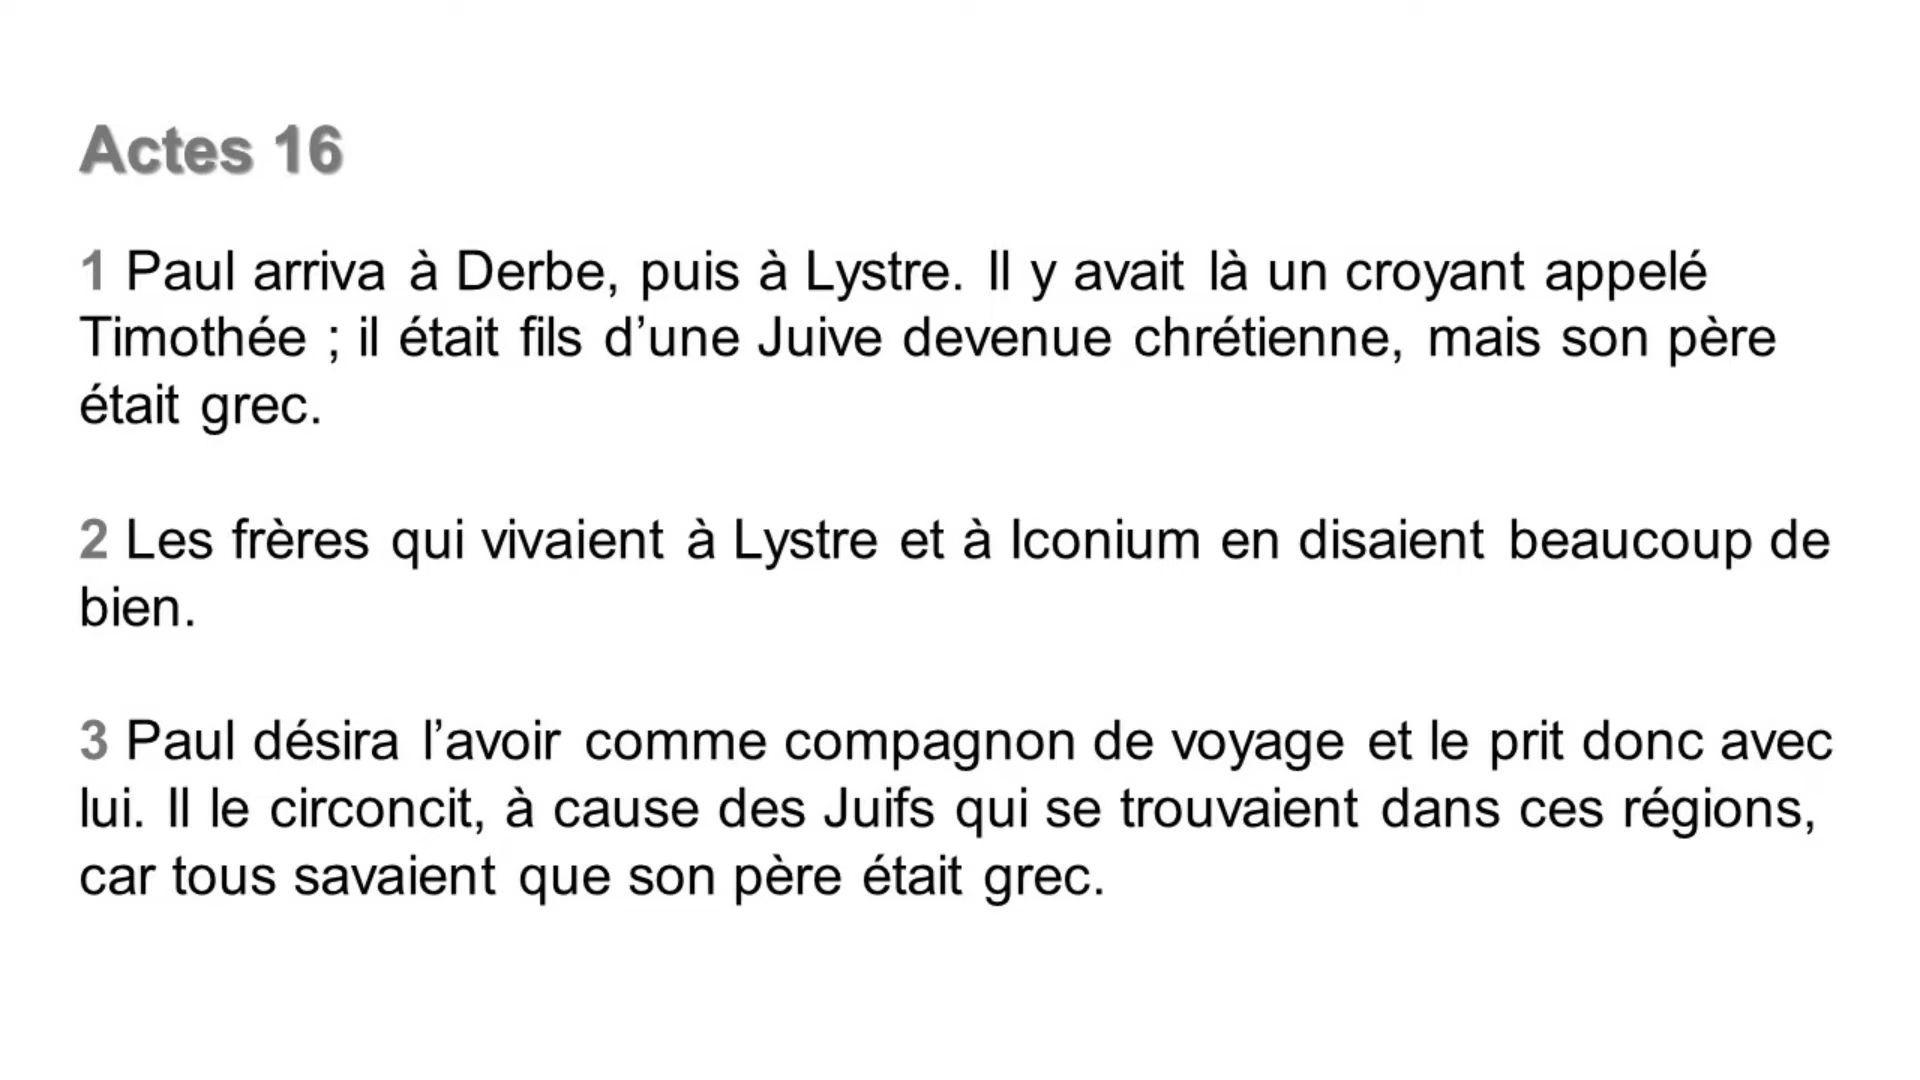 Actes 16
1 Paul arriva à Derbe, puis à Lystre. Il y avait là un croyant appelé
Timothée ; il était fils d’une Juive devenue chrétienne, mais son père
était grec.
2 Les frères qui vivaient à Lystre et à Iconium en disaient beaucoup de
bien.
3 Paul désira l’avoir comme compagnon de voyage et le prit donc avec
lui. Il le circoncit, à cause des Juifs qui se trouvaient dans ces régions,
car tous savaient que son père était grec.